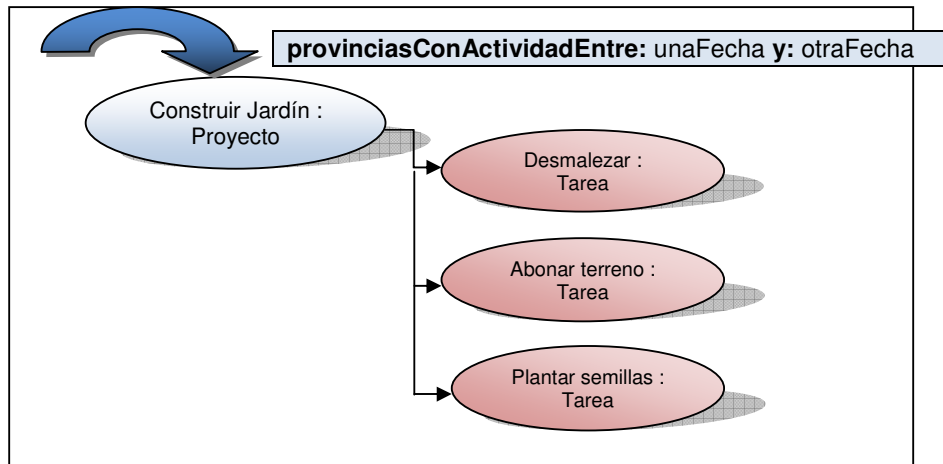 provinciasConActividadEntre: unaFecha y: otraFecha
Construir Jardín :
Proyecto
Desmalezar :
Tarea
Abonar terreno :
Tarea
Plantar semillas :
Tarea